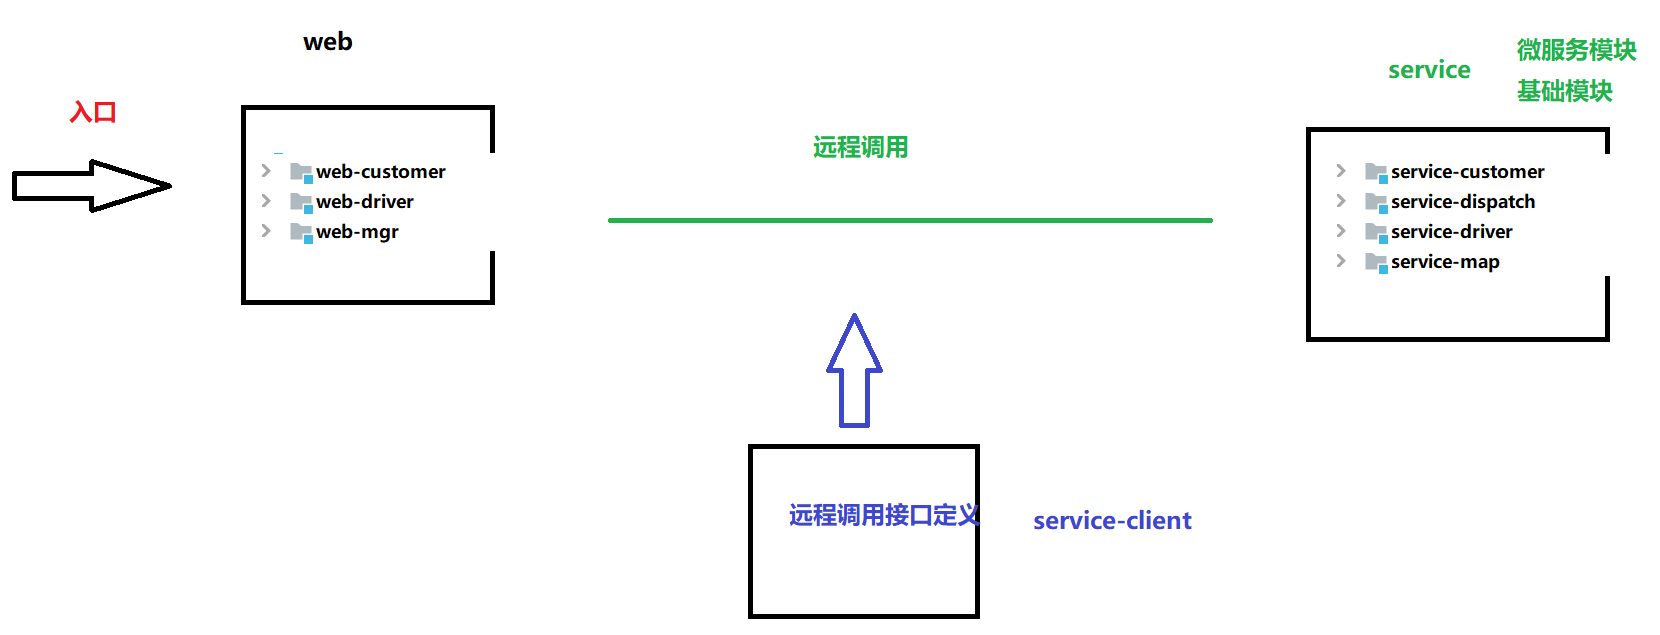 入口
web
web-customer
web-driver
web-mgr
远程调用
service
微服务模块
基础模块
service-customer
service-dispatch
service-driver
service-map
远程调用接口定义
service-client